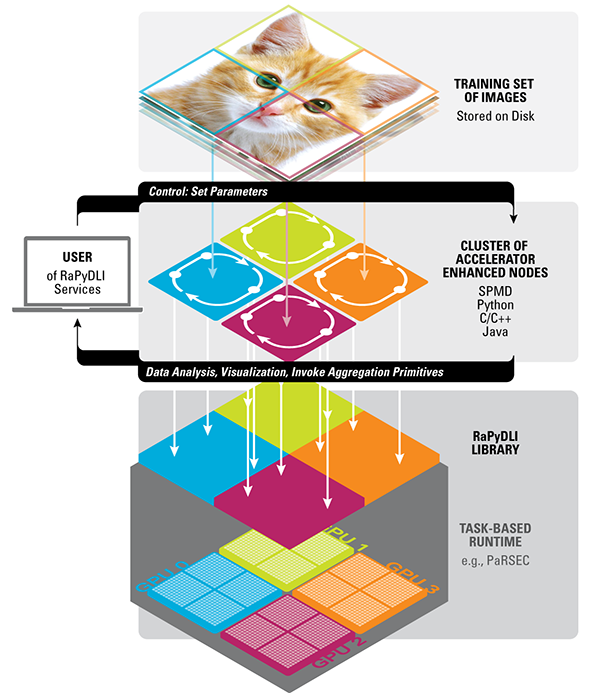 TRAINING SET
OF IMAGES
Stored on Disk
Control: Set Parameters
USER
of RaPyDLI
Services
CLUSTER OF
ACCELERATOR
ENHANCED NODES
SPMD
Python
C/C++
Java
Data Analysis, Visualization, Invoke Aggregation Primitives
RaPyDLI
LIBRARY
TASK-BASED
RUNTIME
e.g., PaRSEC
GPU 1
GPU 0
GPU 3
GPU 2